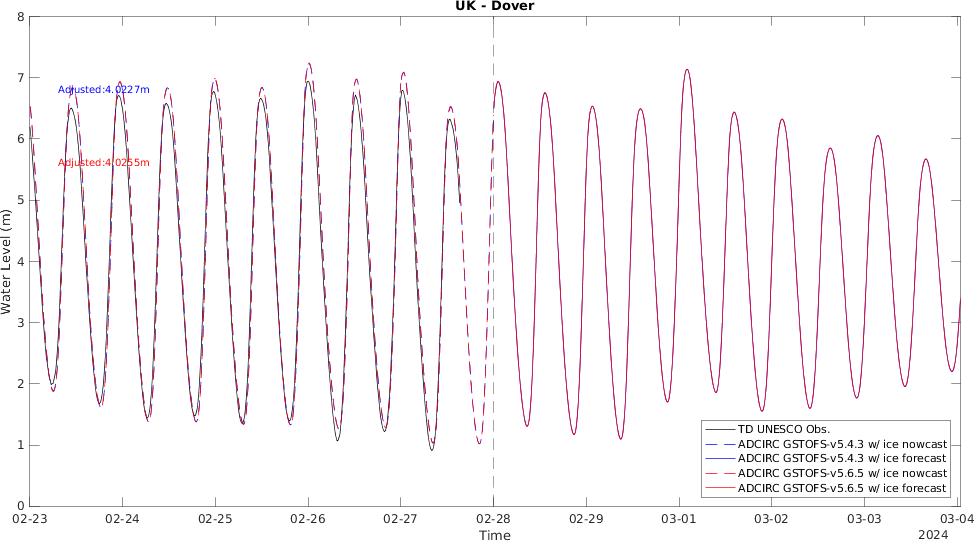 UK - Dover
8
7
6
5
4
3
2
1
0
Water Level (m)
Adjusted:4.0227m
Adjusted:4.0255m
TD UNESCO Obs.
ADCIRC GSTOFS-v5.4.3 w/ ice nowcast
ADCIRC GSTOFS-v5.4.3 w/ ice forecast
ADCIRC GSTOFS-v5.6.5 w/ ice nowcast
ADCIRC GSTOFS-v5.6.5 w/ ice forecast
02-23 02-24 02-25 02-26 02-27 02-28 02-29 03-01 03-02 03-03 03-04
Time
2024